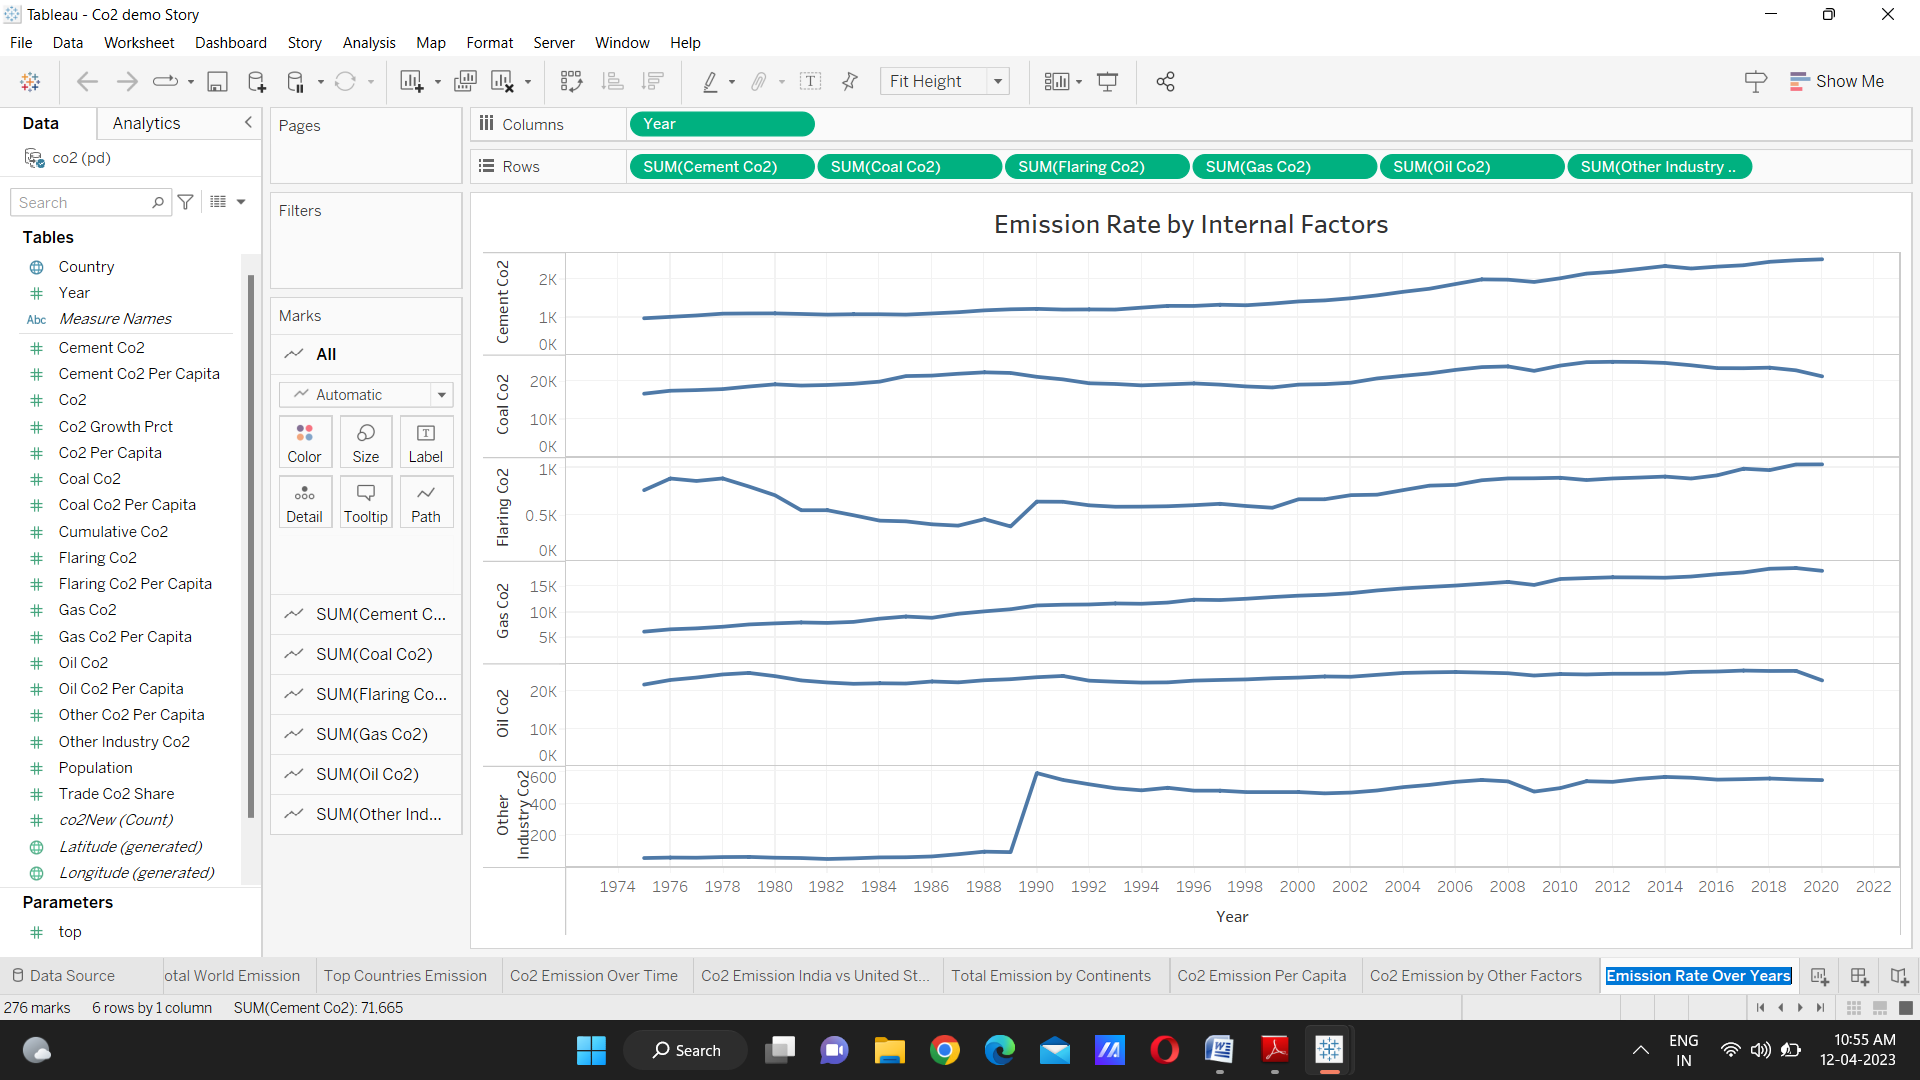 Tableau - Co2 demo Story
File Data Worksheet Dashboard Story Analysis Map Format Server Window Help
Fit Height
Show Me
Data Analytics
co2 (pd)
Search
Tables
Country
Year
Abc Measure Names
Cement Co2
Cement Co2 Per Capita
Co2
Co2 Growth Prct
Co2 Per Capita
Coal Co2
Coal Co2 Per Capita
Cumulative Co2
Flaring Co2
Flaring Co2 Per Capita
Gas Co2
Gas Co2 Per Capita
Oil Co2
Oil Co2 Per Capita
Other Co2 Per Capita
Other Industry Co2
Population
Trade Co2 Share
co2New (Count)
Latitude (generated)
Longitude (generated)
Parameters
top
Pages
Filters
Marks
All
Automatic
Color Size Label
Detail Tooltip Path
SUM(Cement C...
SUM(Coal Co2)
SUM(Flaring Co...
SUM(Gas Co2)
SUM(Oil Co2)
SUM(Other Ind...
Columns Year
Rows SUM(Cement Co2) SUM(Coal Co2) SUM(Flaring Co2) SUM(Gas Co2) SUM(Oil Co2) SUM(Other Industry ..
Emission Rate by Internal Factors
Cement Co2
2K
1K
0K
Coal Co2
20K
10K
0K
Flaring Co2
1K
0.5K
0K
Gas Co2
15K
10K
5K
Oil Co2
20K
10K
0K
Other
Industry Co2
600
400
200
1974 1976 1978 1980 1982 1984 1986 1988 1990 1992 1994 1996 1998 2000 2002 2004 2006 2008 2010 2012 2014 2016 2018 2020 2022
Year
Data Source otal World Emission Top Countries Emission Co2 Emission Over Time Co2 Emission India vs United St... Total Emission by Continents Co2 Emission Per Capita Co2 Emission by Other Factors Emission Rate Over Years
276 marks 6 rows by 1 column SUM(Cement Co2): 71,665
Search
ENG
IN
10:55 AM
12-04-2023